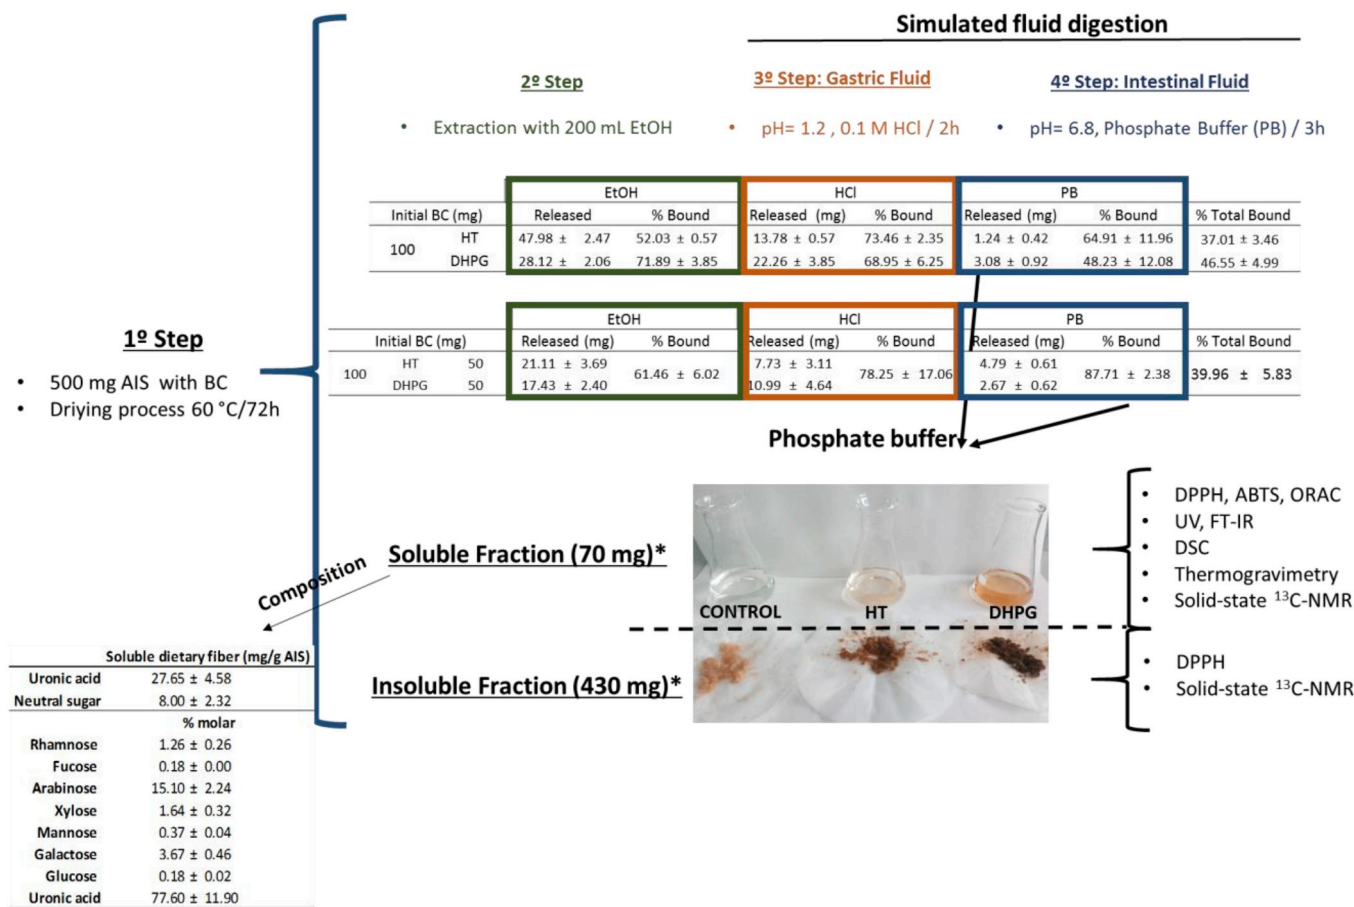 Simulated fluid digestion
2º Step
3º Step: Gastric Fluid
4º Step: Intestinal Fluid
• Extraction with 200 mL EtOH
• pH= 1.2 , 0.1 M HCl / 2h
• pH= 6.8, Phosphate Buffer (PB) / 3h
EtOH HCl PB
Initial BC (mg) Released % Bound Released (mg) % Bound Released (mg) % Bound % Total Bound
100
HT 47.98 ± 2.47 52.03 ± 0.57 13.78 ± 0.57 73.46 ± 2.35 1.24 ± 0.42 64.91 ± 11.96 37.01 ± 3.46
DHPG 28.12 ± 2.06 71.89 ± 3.85 22.26 ± 3.85 68.95 ± 6.25 3.08 ± 0.92 48.23 ± 12.08 46.55 ± 4.99
EtOH HCl PB
Initial BC (mg) Released (mg) % Bound Released (mg) % Bound Released (mg) % Bound % Total Bound
HT 50 21.11 ± 3.69 7.73 ± 3.11 4.79 ± 0.61
100 61.46 ± 6.02 78.25 ± 17.06 87.71 ± 2.38 39.96 ± 5.83
DHPG 50 17.43 ± 2.40 10.99 ± 4.64 2.67 ± 0.62
1º Step
• 500 mg AIS with BC
• Driying process 60 °C/72h
Phosphate buffer
Soluble Fraction (70 mg)*
Composition
CONTROL HT DHPG
Insoluble Fraction (430 mg)*
• DPPH, ABTS, ORAC
• UV, FT-IR
• DSC
• Thermogravimetry
• Solid-state ¹³C-NMR
• DPPH
• Solid-state ¹³C-NMR
Soluble dietary fiber (mg/g AIS)
Uronic acid 27.65 ± 4.58
Neutral sugar 8.00 ± 2.32
% molar
Rhamnose 1.26 ± 0.26
Fucose 0.18 ± 0.00
Arabinose 15.10 ± 2.24
Xylose 1.64 ± 0.32
Mannose 0.37 ± 0.04
Galactose 3.67 ± 0.46
Glucose 0.18 ± 0.02
Uronic acid 77.60 ± 11.90